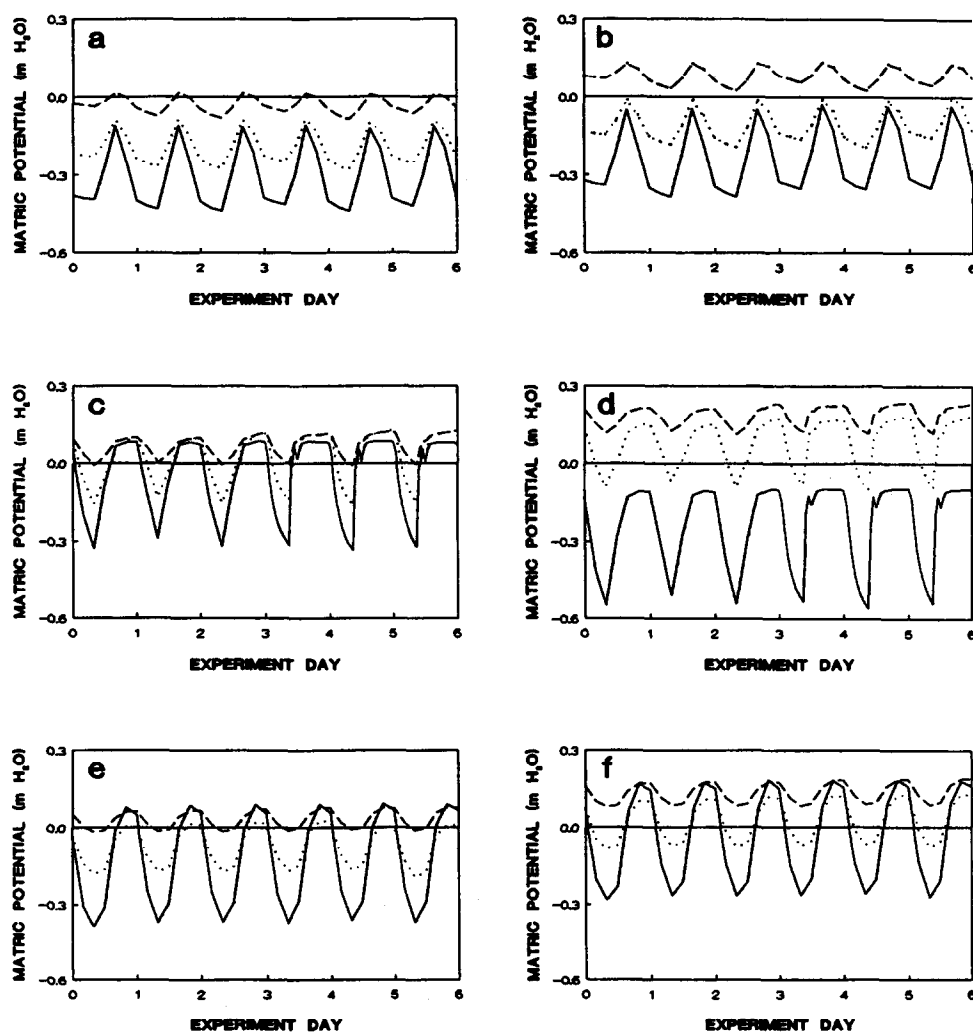 a
MATRIC POTENTIAL (m H₂O)
0.3
0.0
-0.3
-0.6
0 1 2 3 4 5 6
EXPERIMENT DAY
b
MATRIC POTENTIAL (m H₂O)
0.3
0.0
-0.3
-0.6
0 1 2 3 4 5 6
EXPERIMENT DAY
c
MATRIC POTENTIAL (m H₂O)
0.3
0.0
-0.3
-0.6
0 1 2 3 4 5 6
EXPERIMENT DAY
d
MATRIC POTENTIAL (m H₂O)
0.3
0.0
-0.3
-0.6
0 1 2 3 4 5 6
EXPERIMENT DAY
e
MATRIC POTENTIAL (m H₂O)
0.3
0.0
-0.3
-0.6
0 1 2 3 4 5 6
EXPERIMENT DAY
f
MATRIC POTENTIAL (m H₂O)
0.3
0.0
-0.3
-0.6
0 1 2 3 4 5 6
EXPERIMENT DAY